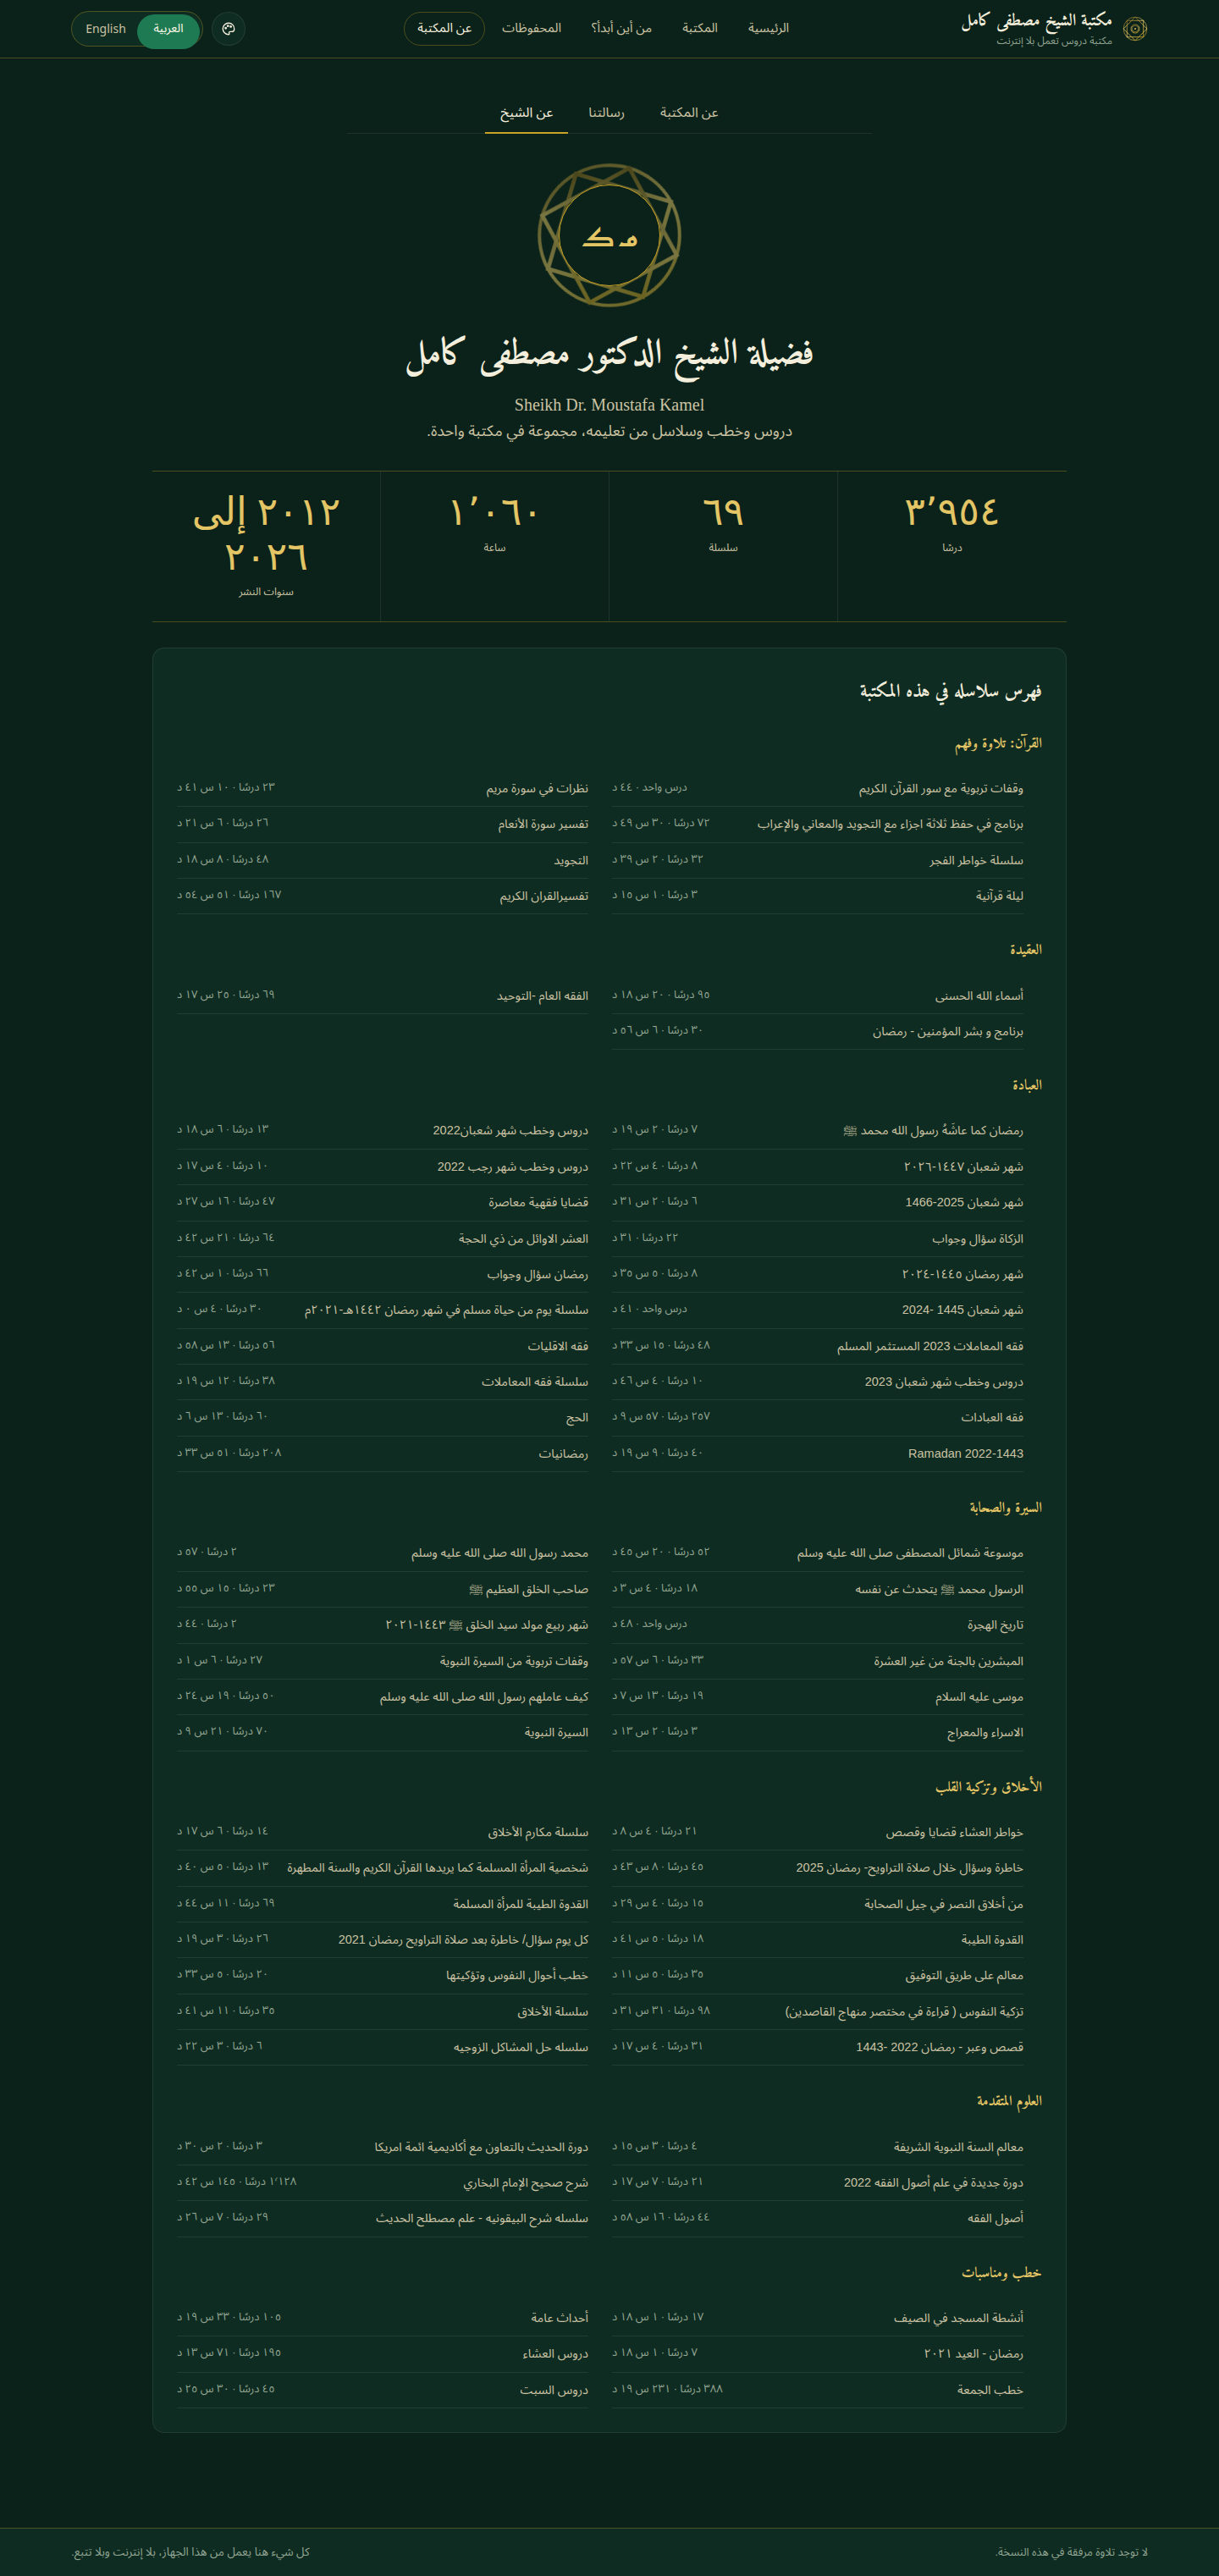 مكتبة الشيخ مصطفى كامل
مكتبة دروس تعمل بلا إنترنت
الرئيسية
المكتبة
من أين أبدأ؟
المحفوظات
عن المكتبة
العربية
English
عن المكتبة
رسالتنا
عن الشيخ
م ك
فضيلة الشيخ الدكتور مصطفى كامل
Sheikh Dr. Moustafa Kamel
دروس وخطب وسلاسل من تعليمه، مجموعة في مكتبة واحدة.
٣٬٩٥٤
درسًا
٦٩
سلسلة
١٬٠٦٠
ساعة
٢٠١٢ إلى
٢٠٢٦
سنوات النشر
فهرس سلاسله في هذه المكتبة
القرآن: تلاوة وفهم
وقفات تربوية مع سور القرآن الكريم درس واحد · ٤٤ د
نظرات في سورة مريم ٢٣ درسًا · ١٠ س ٤١ د
برنامج في حفظ ثلاثة اجزاء مع التجويد والمعاني والإعراب ٧٢ درسًا · ٣٠ س ٤٩ د
تفسير سورة الأنعام ٢٦ درسًا · ٦ س ٢١ د
سلسلة خواطر الفجر ٣٢ درسًا · ٢ س ٣٩ د
التجويد ٤٨ درسًا · ٨ س ١٨ د
ليلة قرآنية ٣ درسًا · ١ س ١٥ د
تفسيرالقران الكريم ١٦٧ درسًا · ٥١ س ٥٤ د
العقيدة
أسماء الله الحسنى ٩٥ درسًا · ٢٠ س ١٨ د
الفقه العام -التوحيد ٦٩ درسًا · ٢٥ س ١٧ د
برنامج و بشر المؤمنين - رمضان ٣٠ درسًا · ٦ س ٥٦ د
العبادة
رمضان كما عاشَهُ رسول الله محمد ﷺ ٧ درسًا · ٢ س ١٩ د
دروس وخطب شهر شعبان2022 ١٣ درسًا · ٦ س ١٨ د
شهر شعبان ١٤٤٧-٢٠٢٦ ٨ درسًا · ٤ س ٢٢ د
دروس وخطب شهر رجب 2022 ١٠ درسًا · ٤ س ١٧ د
شهر شعبان 2025-1466 ٦ درسًا · ٢ س ٣١ د
قضايا فقهية معاصرة ٤٧ درسًا · ١٦ س ٢٧ د
الزكاة سؤال وجواب ٢٢ درسًا · ٣١ د
العشر الاوائل من ذي الحجة ٦٤ درسًا · ٢١ س ٤٢ د
شهر رمضان ١٤٤٥-٢٠٢٤ ٨ درسًا · ٥ س ٣٥ د
رمضان سؤال وجواب ٦٦ درسًا · ١ س ٤٢ د
شهر شعبان 1445 -2024 درس واحد · ٤١ د
سلسلة يوم من حياة مسلم في شهر رمضان ١٤٤٢هـ-٢٠٢١م ٣٠ درسًا · ٤ س ٠ د
فقه المعاملات 2023 المستثمر المسلم ٤٨ درسًا · ١٥ س ٣٣ د
فقه الاقليات ٥٦ درسًا · ١٣ س ٥٨ د
دروس وخطب شهر شعبان 2023 ١٠ درسًا · ٤ س ٤٦ د
سلسلة فقه المعاملات ٣٨ درسًا · ١٢ س ١٩ د
فقه العبادات ٢٥٧ درسًا · ٥٧ س ٩ د
الحج ٦٠ درسًا · ١٣ س ٦ د
Ramadan 2022-1443 ٤٠ درسًا · ٩ س ١٩ د
رمضانيات ٢٠٨ درسًا · ٥١ س ٣٣ د
السيرة والصحابة
موسوعة شمائل المصطفى صلى الله عليه وسلم ٥٢ درسًا · ٢٠ س ٤٥ د
محمد رسول الله صلى الله عليه وسلم ٢ درسًا · ٥٧ د
الرسول محمد ﷺ يتحدث عن نفسه ١٨ درسًا · ٤ س ٣ د
صاحب الخلق العظيم ﷺ ٢٣ درسًا · ١٥ س ٥٥ د
تاريخ الهجرة درس واحد · ٤٨ د
شهر ربيع مولد سيد الخلق ﷺ ١٤٤٣-٢٠٢١ ٢ درسًا · ٤٤ د
المبشرين بالجنة من غير العشرة ٣٣ درسًا · ٦ س ٥٧ د
وقفات تربوية من السيرة النبوية ٢٧ درسًا · ٦ س ١ د
موسى عليه السلام ١٩ درسًا · ١٣ س ٧ د
كيف عاملهم رسول الله صلى الله عليه وسلم ٥٠ درسًا · ١٩ س ٢٤ د
الاسراء والمعراج ٣ درسًا · ٢ س ١٣ د
السيرة النبوية ٧٠ درسًا · ٢١ س ٩ د
الأخلاق وتزكية القلب
خواطر العشاء قضايا وقصص ٢١ درسًا · ٤ س ٨ د
سلسلة مكارم الأخلاق ١٤ درسًا · ٦ س ١٧ د
خاطرة وسؤال خلال صلاة التراويح- رمضان 2025 ٤٥ درسًا · ٨ س ٤٣ د
شخصية المرأة المسلمة كما يريدها القرآن الكريم والسنة المطهرة ١٣ درسًا · ٥ س ٤٠ د
من أخلاق النصر في جيل الصحابة ١٥ درسًا · ٤ س ٢٩ د
القدوة الطيبة للمرأة المسلمة ٦٩ درسًا · ١١ س ٤٤ د
القدوة الطيبة ١٨ درسًا · ٥ س ٤١ د
كل يوم سؤال/ خاطرة بعد صلاة التراويح رمضان 2021 ٢٦ درسًا · ٣ س ١٩ د
معالم على طريق التوفيق ٣٥ درسًا · ٥ س ١١ د
خطب أحوال النفوس وتؤكيتها ٢٠ درسًا · ٥ س ٣٣ د
تزكية النفوس ( قراءة في مختصر منهاج القاصدين) ٩٨ درسًا · ٣١ س ٣١ د
سلسلة الأخلاق ٣٥ درسًا · ١١ س ٤١ د
قصص وعبر - رمضان 2022 -1443 ٣١ درسًا · ٤ س ١٧ د
سلسله حل المشاكل الزوجيه ٦ درسًا · ٣ س ٢٢ د
العلوم المتقدمة
معالم السنة النبوية الشريفة ٤ درسًا · ٣ س ١٥ د
دورة الحديث بالتعاون مع أكاديمية ائمة امريكا ٣ درسًا · ٢ س ٣٠ د
دورة جديدة في علم أصول الفقه 2022 ٢١ درسًا · ٧ س ١٧ د
شرح صحيح الإمام البخاري ١٬١٢٨ درسًا · ١٤٥ س ٤٢ د
أصول الفقه ٤٤ درسًا · ١٦ س ٥٨ د
سلسله شرح البيقونيه - علم مصطلح الحديث ٢٩ درسًا · ٧ س ٢٦ د
خطب ومناسبات
أنشطة المسجد في الصيف ١٧ درسًا · ١ س ١٨ د
أحداث عامة ١٠٥ درسًا · ٣٣ س ١٩ د
رمضان - العيد ٢٠٢١ ٧ درسًا · ١ س ١٨ د
دروس العشاء ١٩٥ درسًا · ٧١ س ١٣ د
خطب الجمعة ٣٨٨ درسًا · ٢٣١ س ١٩ د
دروس السبت ٤٥ درسًا · ٣٠ س ٢٥ د
لا توجد تلاوة مرفقة في هذه النسخة.
كل شيء هنا يعمل من هذا الجهاز، بلا إنترنت وبلا تتبع.